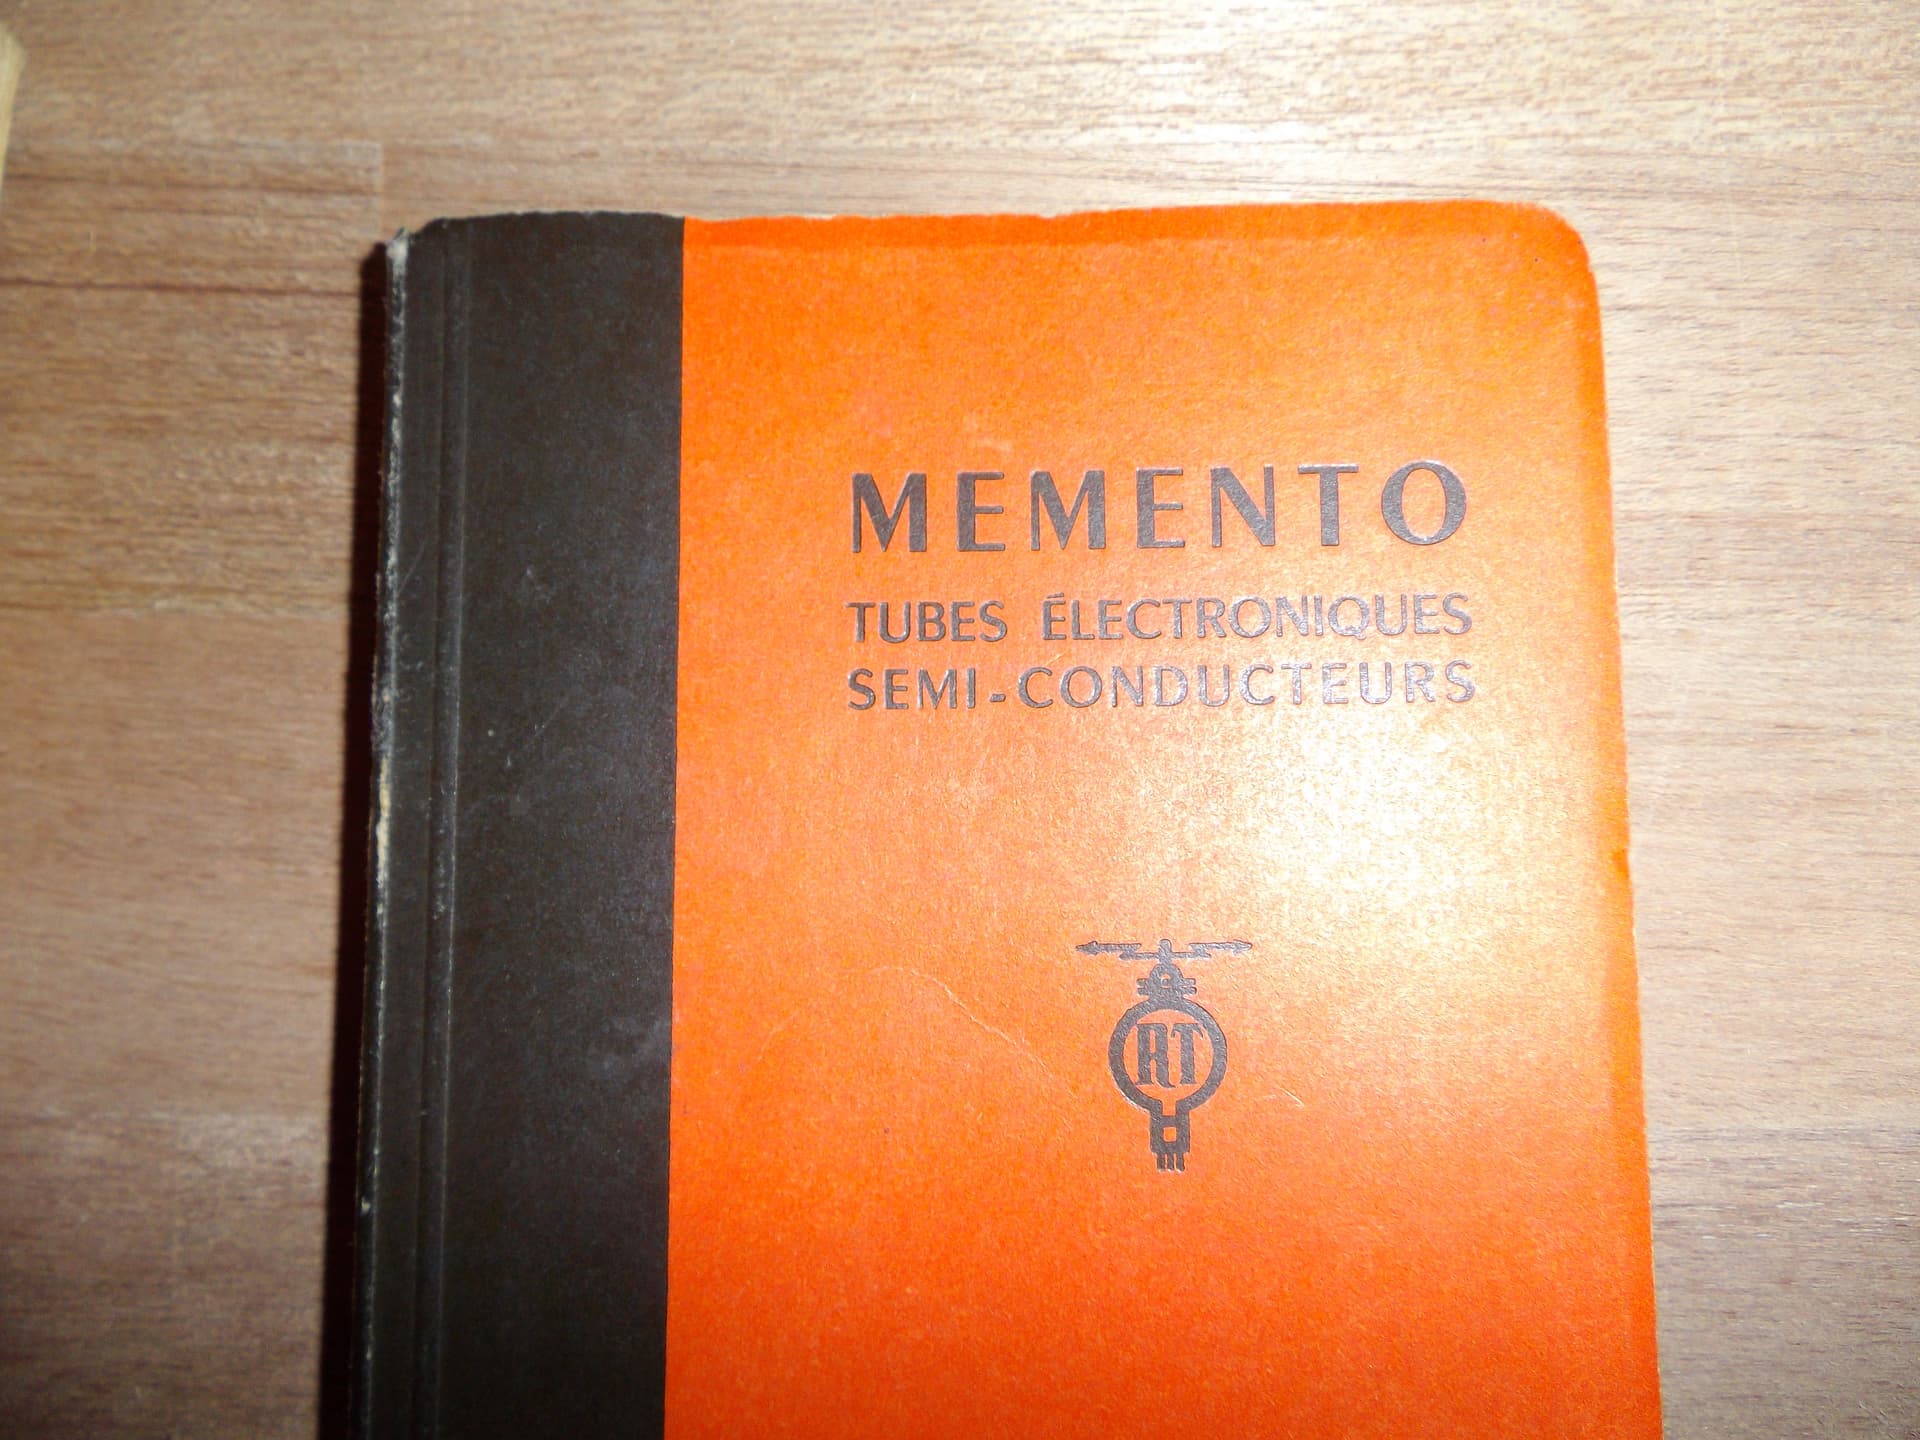 MEMENTO
TUBES ÉLECTRONIQUES
SEMI-CONDUCTEURS
RT